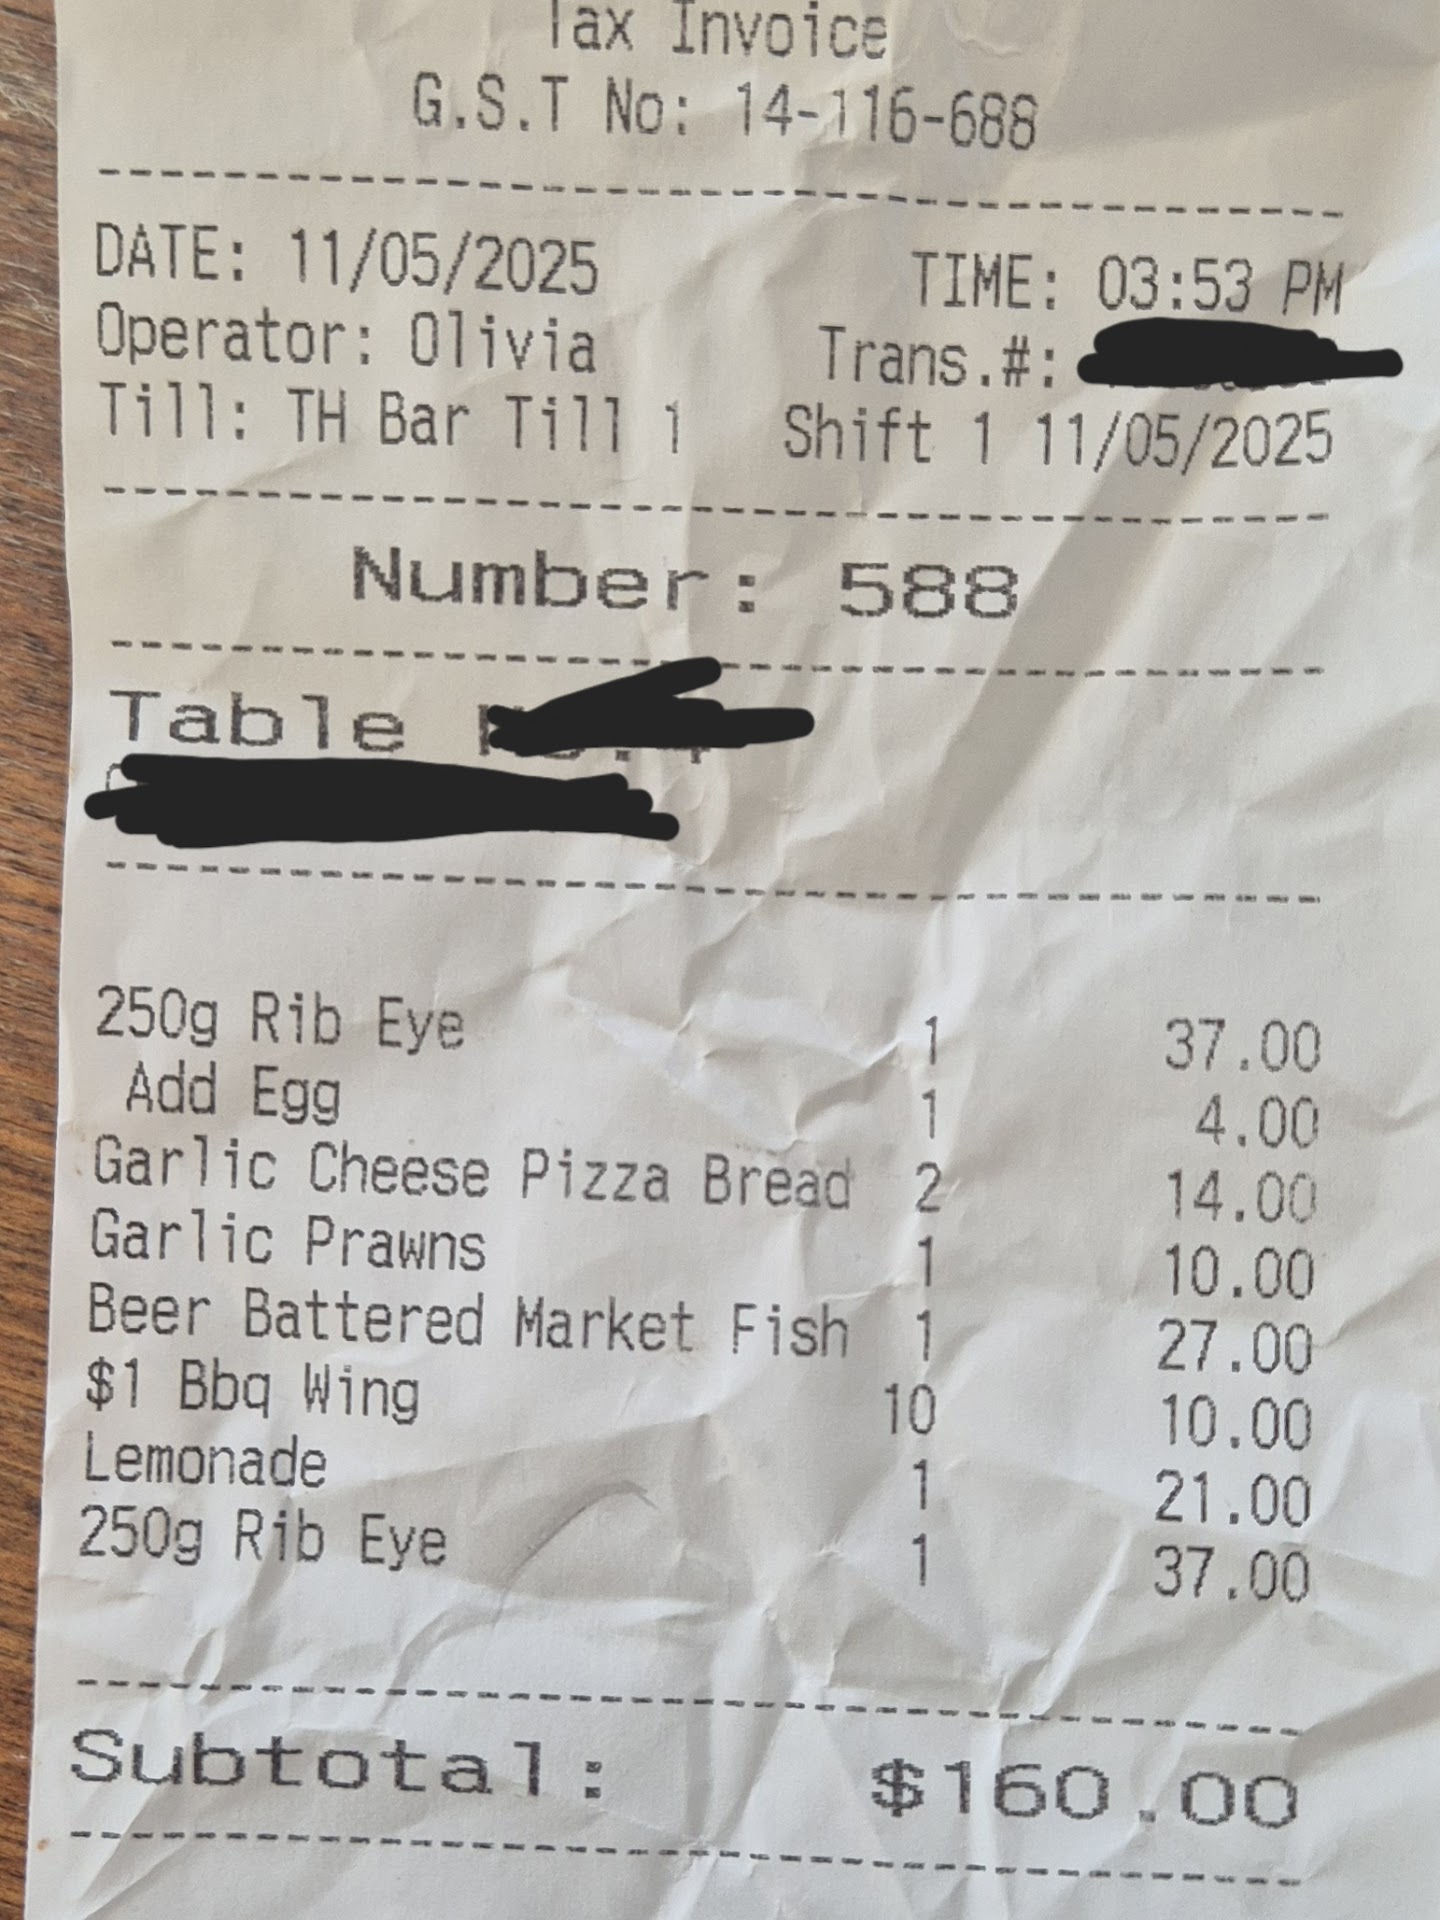 Tax Invoice
G.S.T No: 14-116-688
DATE: 11/05/2025 TIME: 03:53 PM
Operator: Olivia Trans.#:
Till: TH Bar Till 1 Shift 1 11/05/2025
Number: 588
Table
250g Rib Eye 1 37.00
Add Egg 1 4.00
Garlic Cheese Pizza Bread 2 14.00
Garlic Prawns 1 10.00
Beer Battered Market Fish 1 27.00
$1 Bbq Wing 10 10.00
Lemonade 1 21.00
250g Rib Eye 1 37.00
Subtotal: $160.00